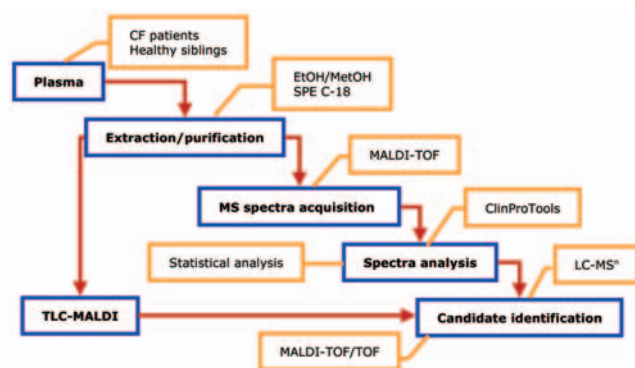 CF patients
Healthy siblings
Plasma
EtOH/MetOH
SPE C-18
Extraction/purification
MALDI-TOF
MS spectra acquisition
ClinProTools
Statistical analysis
Spectra analysis
LC-MSⁿ
TLC-MALDI
Candidate identification
MALDI-TOF/TOF